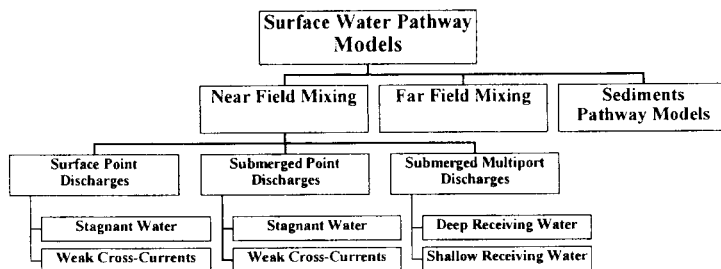 Surface Water Pathway
Models
Near Field Mixing
Far Field Mixing
Sediments
Pathway Models
Surface Point
Discharges
Submerged Point
Discharges
Submerged Multiport
Discharges
Stagnant Water
Stagnant Water
Deep Receiving Water
Weak Cross-Currents
Weak Cross-Currents
Shallow Receiving Water